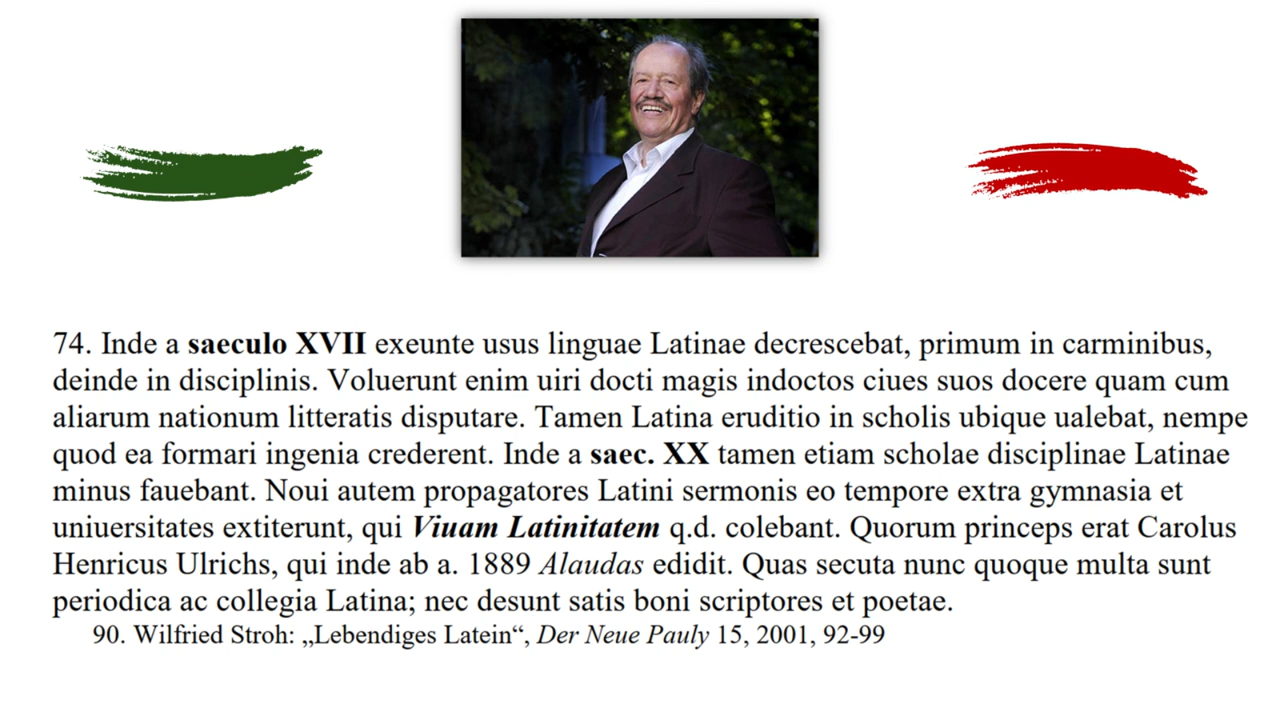 74. Inde a saeculo XVII exeunte usus linguae Latinae decrescebat, primum in carminibus,
deinde in disciplinis. Voluerunt enim uiri docti magis indoctos ciues suos docere quam cum
aliarum nationum litteratis disputare. Tamen Latina eruditio in scholis ubique ualebat, nempe
quod ea formari ingenia crederent. Inde a saec. XX tamen etiam scholae disciplinae Latinae
minus fauebant. Noui autem propagatores Latini sermonis eo tempore extra gymnasia et
uniuersitates extiterunt, qui Viuam Latinitatem q.d. colebant. Quorum princeps erat Carolus
Henricus Ulrichs, qui inde ab a. 1889 Alaudas edidit. Quas secuta nunc quoque multa sunt
periodica ac collegia Latina; nec desunt satis boni scriptores et poetae.
90. Wilfried Stroh: „Lebendiges Latein“, Der Neue Pauly 15, 2001, 92-99